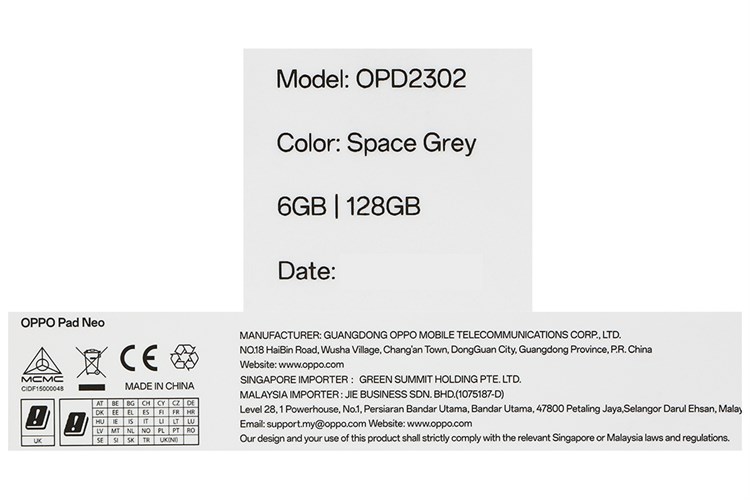 Model: OPD2302
Color: Space Grey
6GB | 128GB
Date:
OPPO Pad Neo
MCMC
CIDF15000048
CE
MADE IN CHINA
UK
AT BE BG CH CY CZ DE
DK EE EL ES FI FR HR
HU IE IS IT LI LT LU
LV MT NL NO PL PT RO
SE SI SK TR UK(NI)
MANUFACTURER: GUANGDONG OPPO MOBILE TELECOMMUNICATIONS CORP., LTD.
NO.18 HaiBin Road, Wusha Village, Chang'an Town, DongGuan City, Guangdong Province, P.R. China
Website: www.oppo.com
SINGAPORE IMPORTER : GREEN SUMMIT HOLDING PTE. LTD.
MALAYSIA IMPORTER : JIE BUSINESS SDN. BHD.(1075187-D)
Level 28, 1 Powerhouse, No.1, Persiaran Bandar Utama, Bandar Utama, 47800 Petaling Jaya,Selangor Darul Ehsan, Malay
Email: support.my@oppo.com Website: www.oppo.com
Our design and your use of this product shall strictly comply with the relevant Singapore or Malaysia laws and regulations.